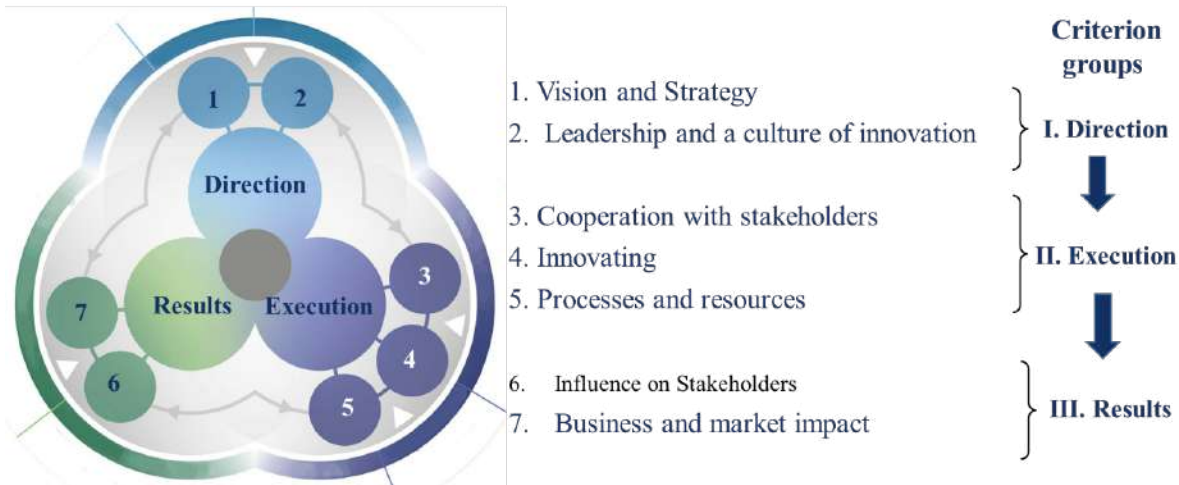 1
2
Direction
3
Results
Execution
7
4
6
5
Criterion
groups
1. Vision and Strategy
2. Leadership and a culture of innovation
I. Direction
3. Cooperation with stakeholders
4. Innovating
5. Processes and resources
II. Execution
6. Influence on Stakeholders
7. Business and market impact
III. Results